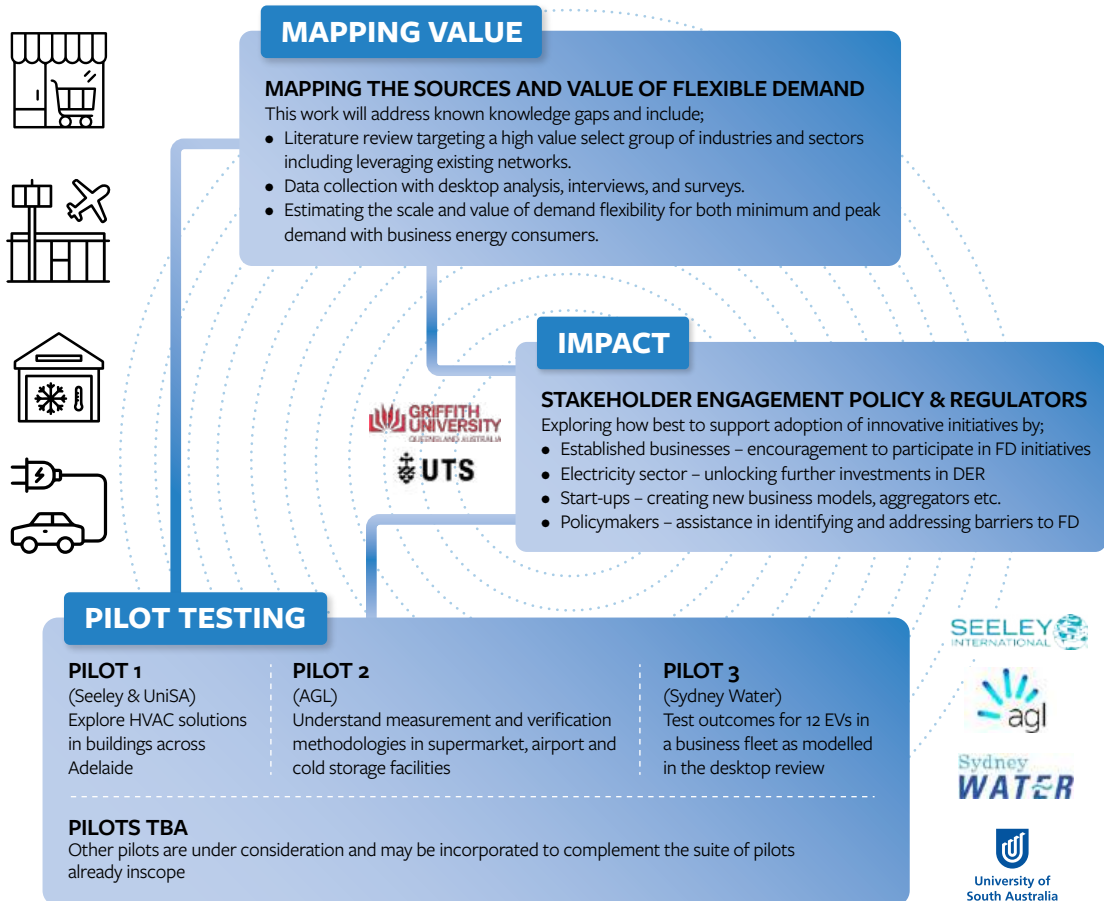 MAPPING VALUE
MAPPING THE SOURCES AND VALUE OF FLEXIBLE DEMAND
This work will address known knowledge gaps and include;
• Literature review targeting a high value select group of industries and sectors
including leveraging existing networks.
• Data collection with desktop analysis, interviews, and surveys.
• Estimating the scale and value of demand flexibility for both minimum and peak
demand with business energy consumers.
IMPACT
STAKEHOLDER ENGAGEMENT POLICY & REGULATORS
Exploring how best to support adoption of innovative initiatives by;
• Established businesses – encouragement to participate in FD initiatives
• Electricity sector – unlocking further investments in DER
• Start-ups – creating new business models, aggregators etc.
• Policymakers – assistance in identifying and addressing barriers to FD
GRIFFITH
UNIVERSITY
QUEENSLAND AUSTRALIA
UTS
PILOT TESTING
PILOT 1
(Seeley & UniSA)
Explore HVAC solutions
in buildings across
Adelaide
PILOT 2
(AGL)
Understand measurement and verification
methodologies in supermarket, airport and
cold storage facilities
PILOT 3
(Sydney Water)
Test outcomes for 12 EVs in
a business fleet as modelled
in the desktop review
PILOTS TBA
Other pilots are under consideration and may be incorporated to complement the suite of pilots
already inscope
SEELEY
INTERNATIONAL
agl
Sydney
WATER
University of
South Australia